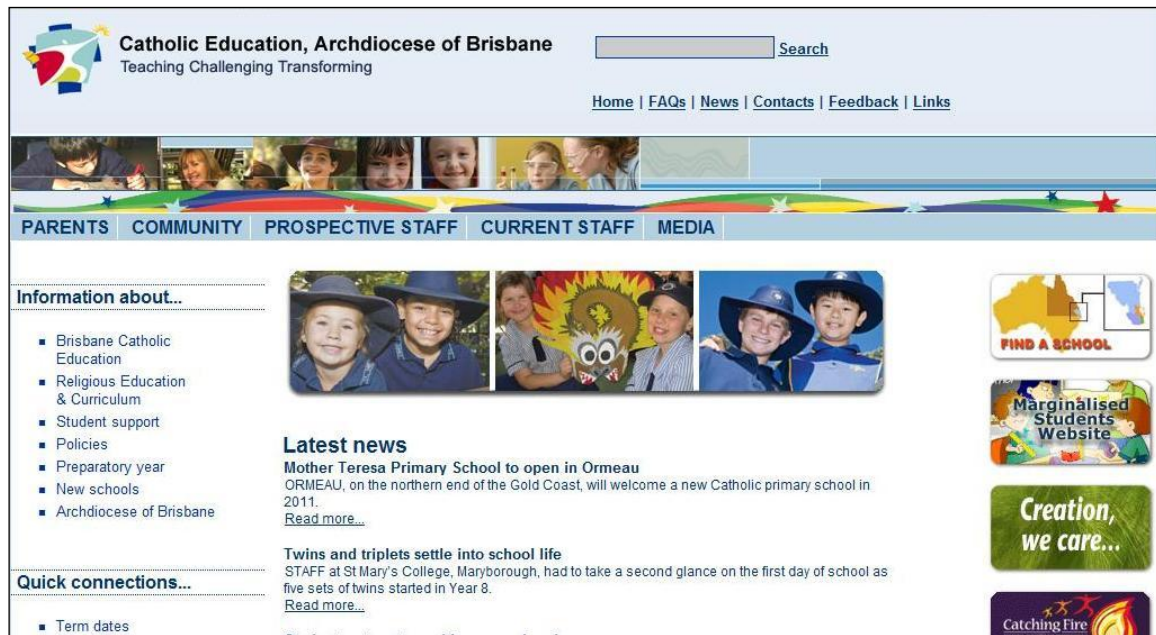 Catholic Education, Archdiocese of Brisbane
Teaching Challenging Transforming
Search
Home | FAQs | News | Contacts | Feedback | Links
PARENTS COMMUNITY PROSPECTIVE STAFF CURRENT STAFF MEDIA
Information about...
Brisbane Catholic
Education
Religious Education
& Curriculum
Student support
Policies
Preparatory year
New schools
Archdiocese of Brisbane
Quick connections...
Term dates
Latest news
Mother Teresa Primary School to open in Ormeau
ORMEAU, on the northern end of the Gold Coast, will welcome a new Catholic primary school in
2011.
Read more...
Twins and triplets settle into school life
STAFF at St Mary's College, Maryborough, had to take a second glance on the first day of school as
five sets of twins started in Year 8.
Read more...
FIND A SCHOOL
Marginalised
Students
Website
Creation,
we care...
Catching Fire